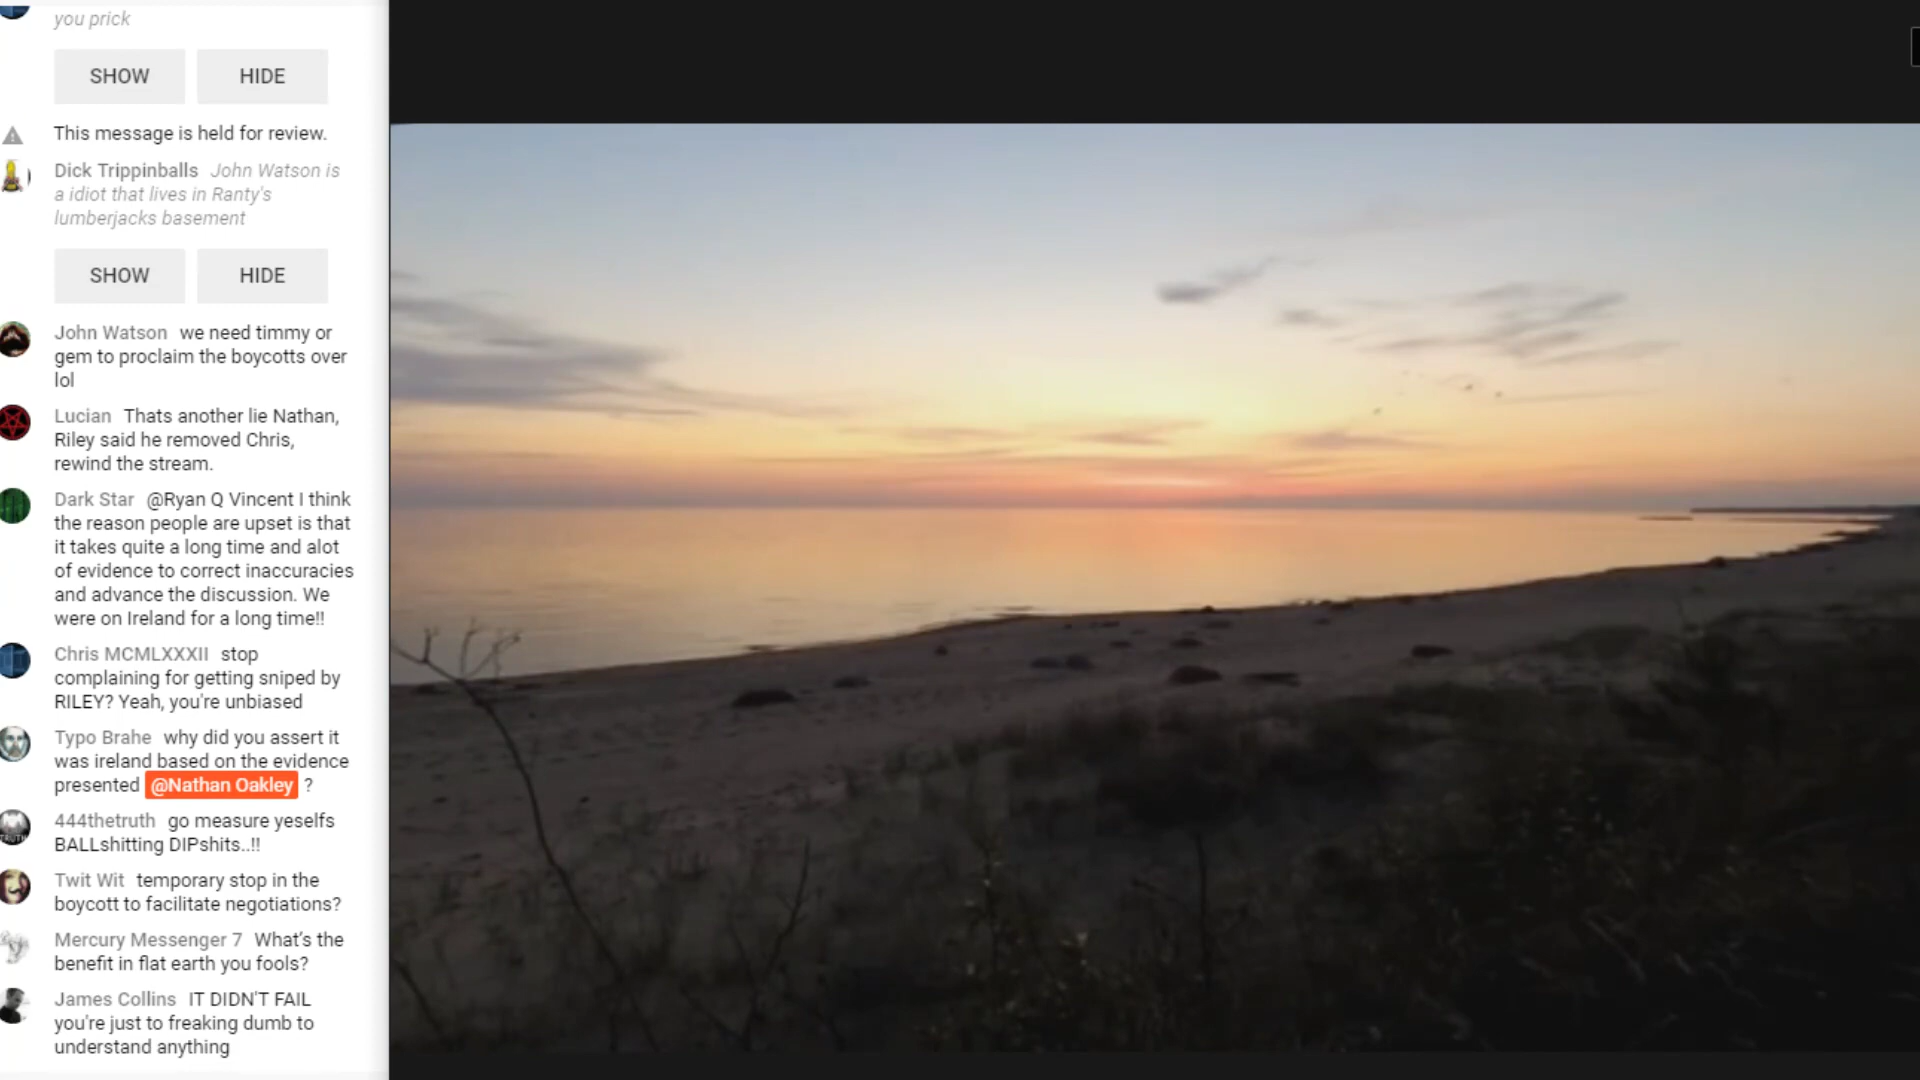 you prick
SHOW HIDE
This message is held for review.
Dick Trippinballs John Watson is
a idiot that lives in Ranty's
lumberjacks basement
SHOW HIDE
John Watson we need timmy or
gem to proclaim the boycotts over
lol
Lucian Thats another lie Nathan,
Riley said he removed Chris,
rewind the stream.
Dark Star @Ryan Q Vincent I think
the reason people are upset is that
it takes quite a long time and alot
of evidence to correct inaccuracies
and advance the discussion. We
were on Ireland for a long time!!
Chris MCMLXXXII stop
complaining for getting sniped by
RILEY? Yeah, you're unbiased
Typo Brahe why did you assert it
was ireland based on the evidence
presented @Nathan Oakley ?
444thetruth go measure yeselfs
BALLshitting DIPshits..!!
Twit Wit temporary stop in the
boycott to facilitate negotiations?
Mercury Messenger 7 What's the
benefit in flat earth you fools?
James Collins IT DIDN'T FAIL
you're just to freaking dumb to
understand anything